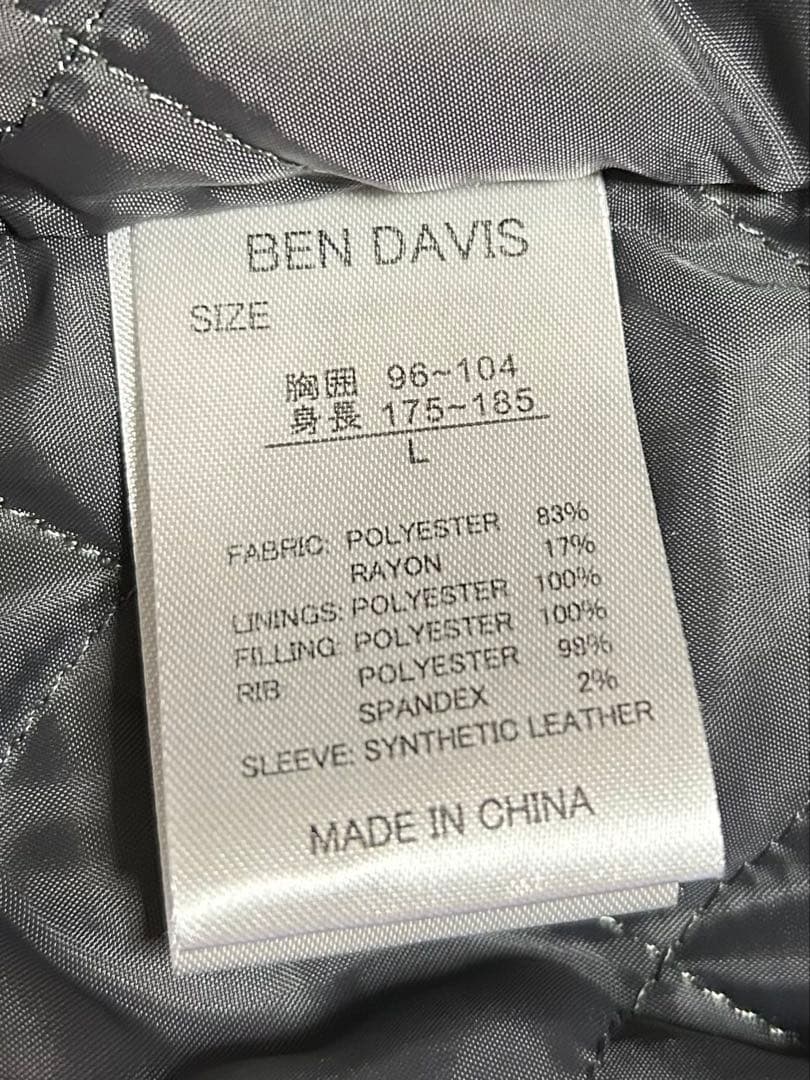 BEN DAVIS
SIZE
胸囲 96~104
身長 175~185
L
FABRIC: POLYESTER 83%
RAYON 17%
LININGS: POLYESTER 100%
FILLING: POLYESTER 100%
RIB POLYESTER 98%
SPANDEX 2%
SLEEVE: SYNTHETIC LEATHER
MADE IN CHINA